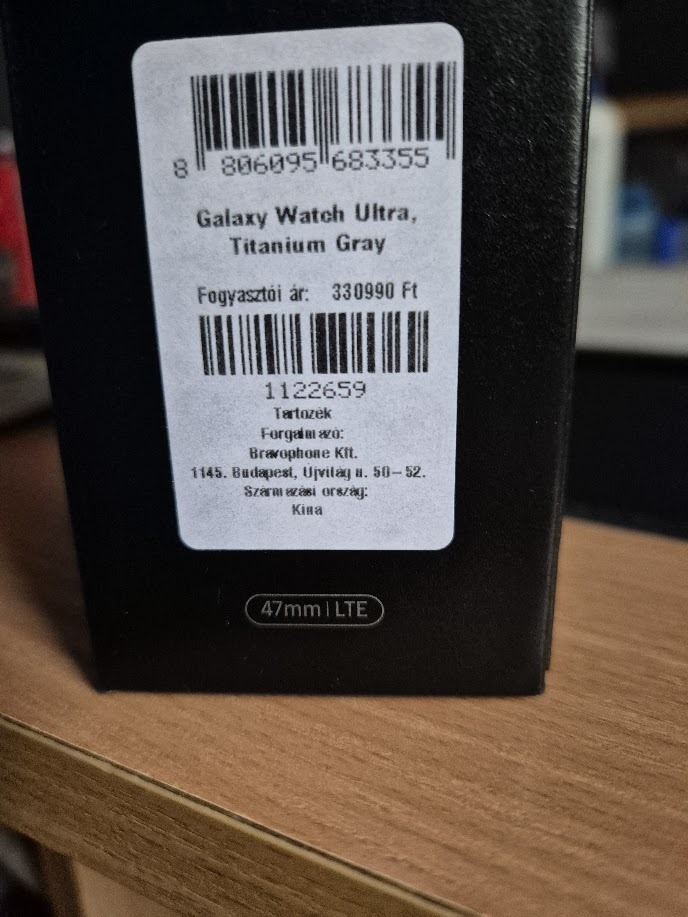 8 806095 683355
Galaxy Watch Ultra,
Titanium Gray
Fogyasztói ár: 330990 Ft
1122659
Tartozék
Forgalmazó:
Bravophone Kft.
1145. Budapest, Ujvilág u. 50-52.
Származási ország:
Kína
47mm | LTE